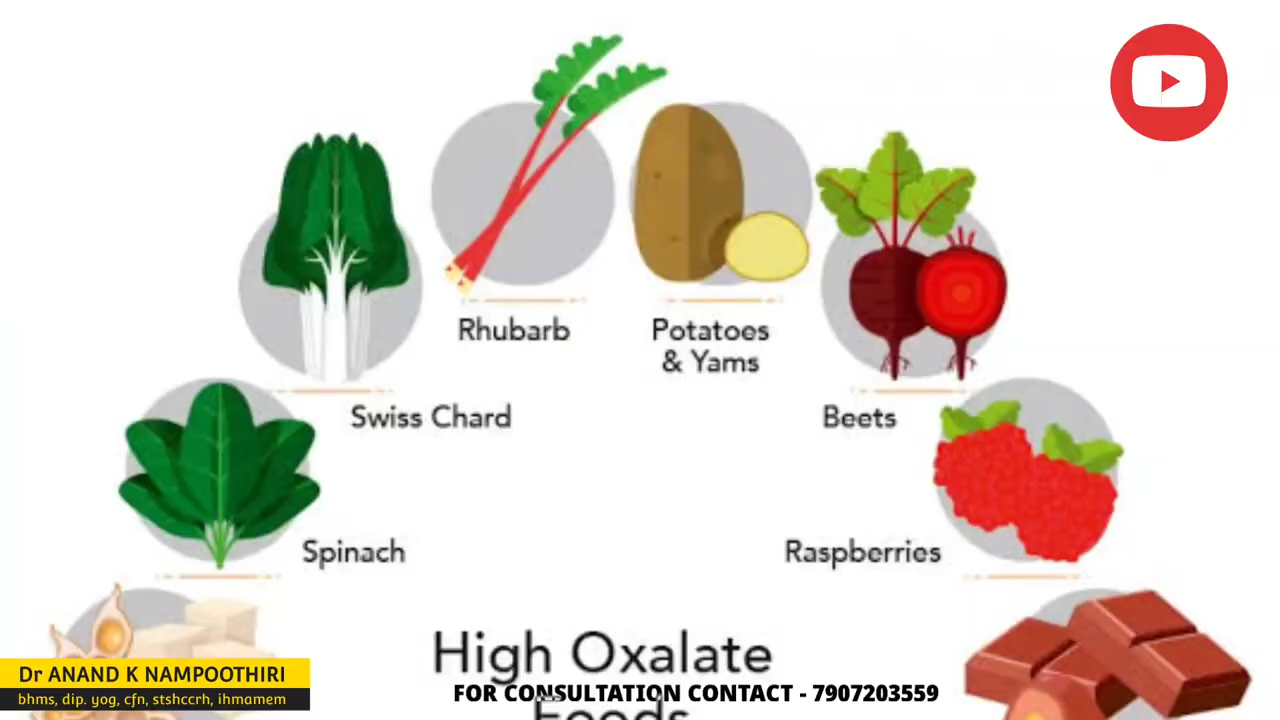 Rhubarb
Potatoes
& Yams
Swiss Chard
Beets
Spinach
Raspberries
High Oxalate
Foods
Dr ANAND K NAMPOOTHIRI
bhms, dip. yog, cfn, stshccrh, ihmamem
FOR CONSULTATION CONTACT - 7907203559